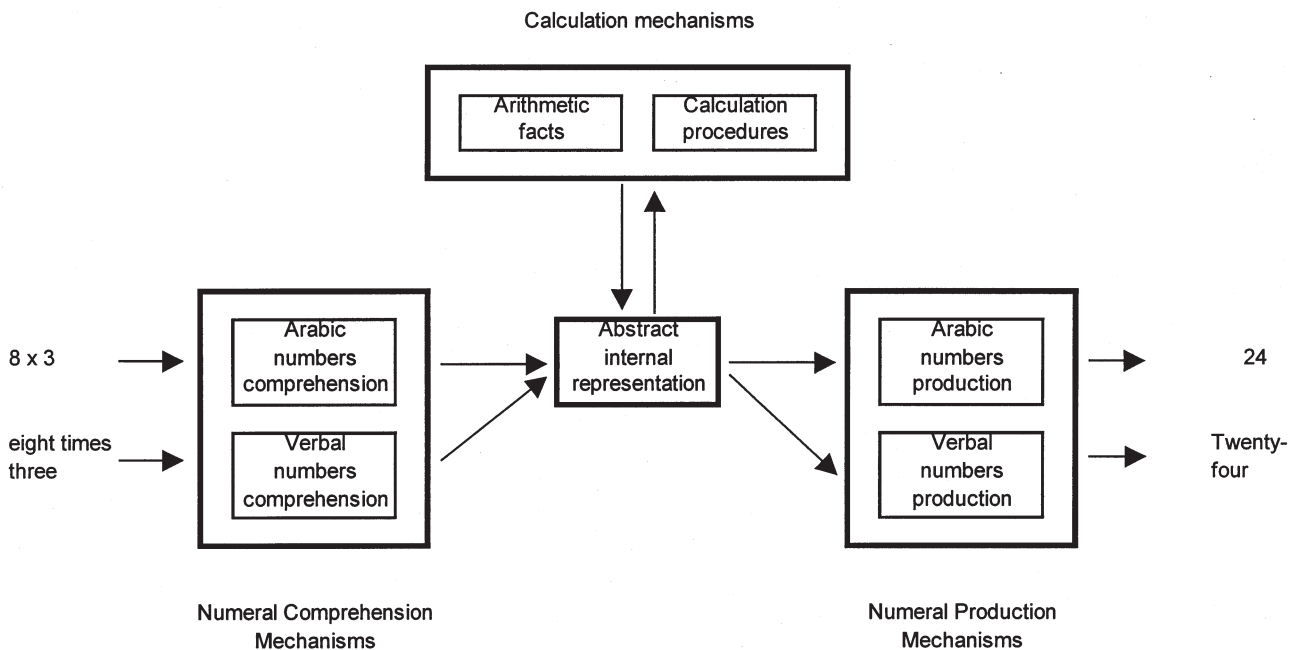 Calculation mechanisms
Arithmetic
facts
Calculation
procedures
8 x 3
eight times
three
Arabic
numbers
comprehension
Verbal
numbers
comprehension
Abstract
internal
representation
Arabic
numbers
production
Verbal
numbers
production
24
Twenty-
four
Numeral Comprehension
Mechanisms
Numeral Production
Mechanisms